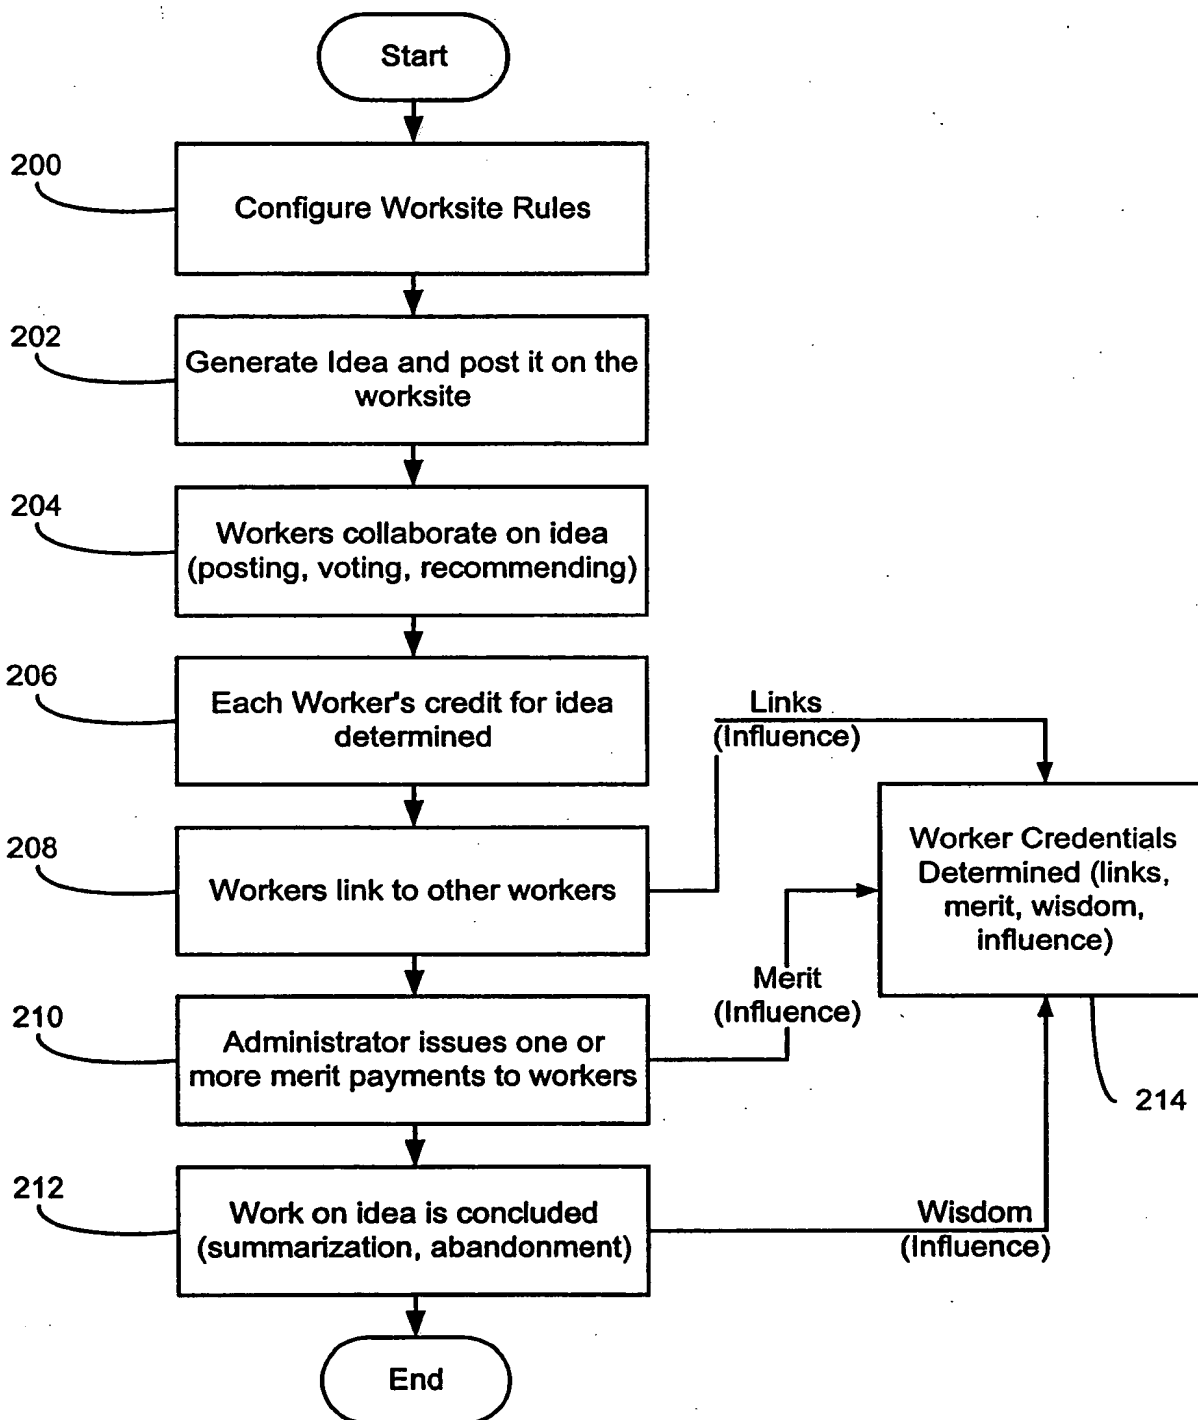 Start
200
Configure Worksite Rules
202
Generate Idea and post it on the
worksite
204
Workers collaborate on idea
(posting, voting, recommending)
206
Each Worker's credit for idea
determined
Links
(Influence)
208
Workers link to other workers
Worker Credentials
Determined (links,
merit, wisdom,
influence)
Merit
(Influence)
210
Administrator issues one or
more merit payments to workers
214
212
Work on idea is concluded
(summarization, abandonment)
Wisdom
(Influence)
End